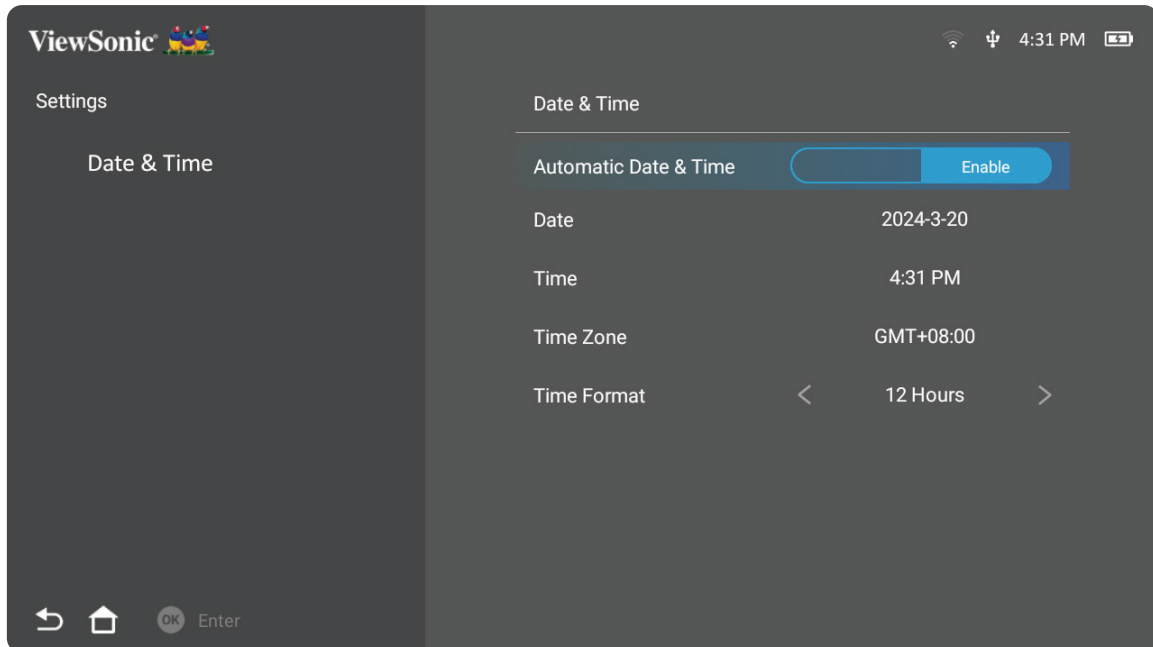 ViewSonic®
4:31 PM
Settings
Date & Time
Date & Time
Automatic Date & Time Enable
Date 2024-3-20
Time 4:31 PM
Time Zone GMT+08:00
Time Format < 12 Hours >
OK Enter